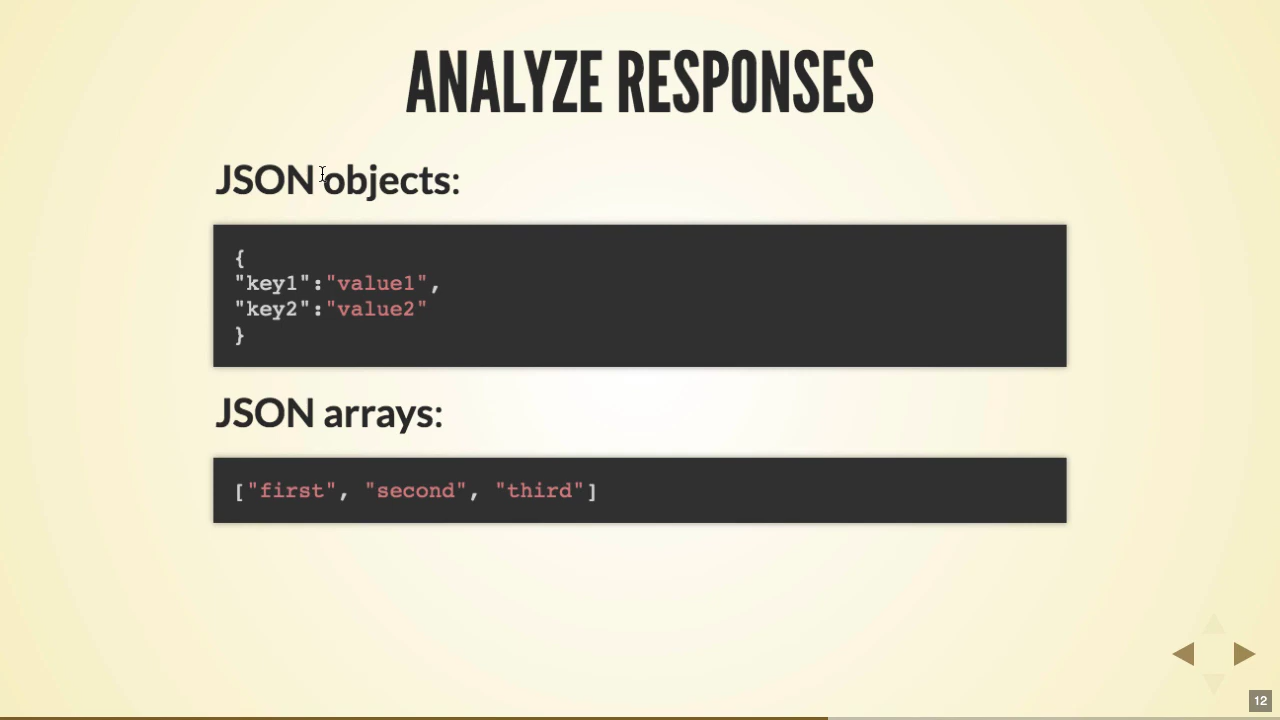 ANALYZE RESPONSES
JSON objects:
{
"key1":"value1",
"key2":"value2"
}
JSON arrays:
["first", "second", "third"]
12